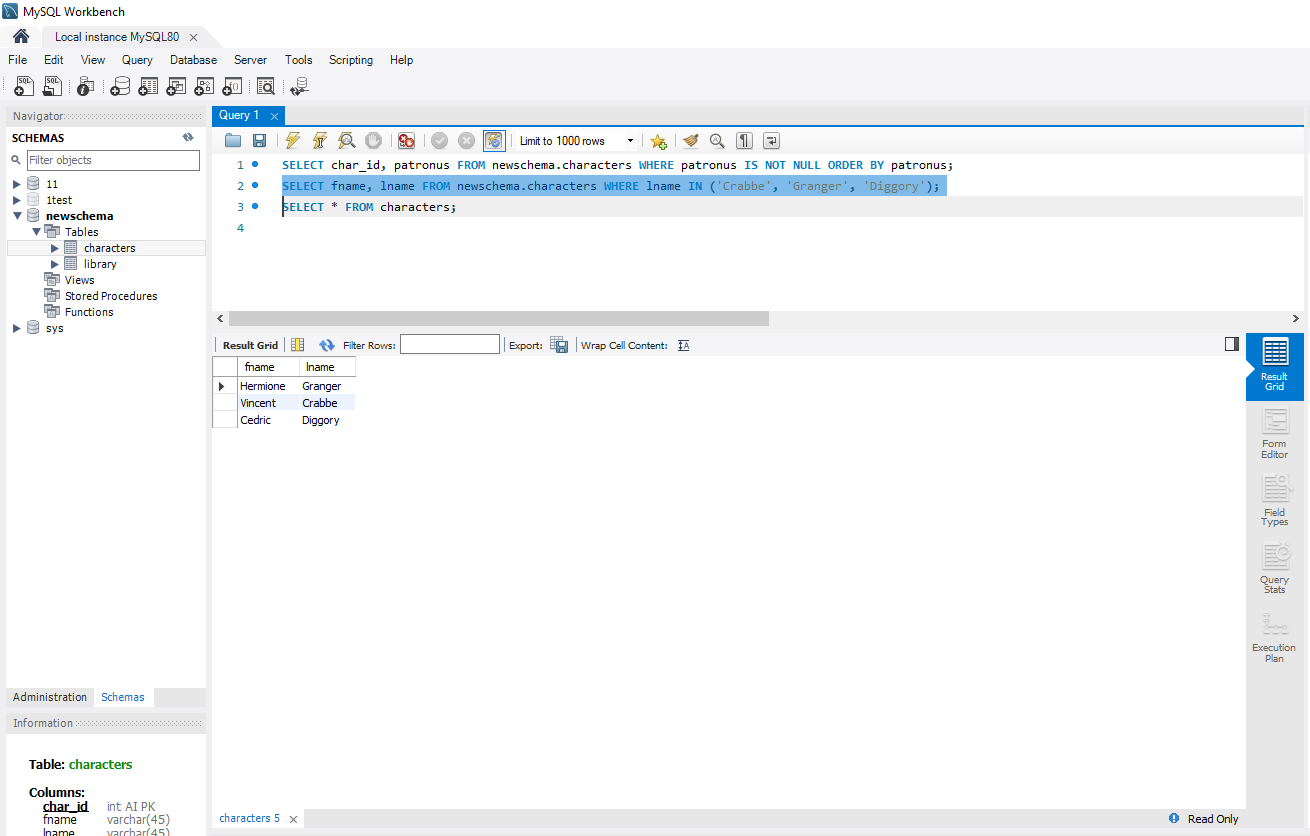 MySQL Workbench
Local instance MySQL80
File Edit View Query Database Server Tools Scripting Help
Navigator
SCHEMAS
Filter objects
11
1test
newschema
Tables
characters
library
Views
Stored Procedures
Functions
sys
Administration Schemas
Information
Table: characters
Columns:
char_id int AI PK
fname varchar(45)
lname varchar(45)
Query 1
Limit to 1000 rows
1 SELECT char_id, patronus FROM newschema.characters WHERE patronus IS NOT NULL ORDER BY patronus;
2 SELECT fname, lname FROM newschema.characters WHERE lname IN ('Crabbe', 'Granger', 'Diggory');
3 SELECT * FROM characters;
4
Result Grid Filter Rows: Export: Wrap Cell Content:
fname lname
Hermione Granger
Vincent Crabbe
Cedric Diggory
Result
Grid
Form
Editor
Field
Types
Query
Stats
Execution
Plan
characters 5
Read Only